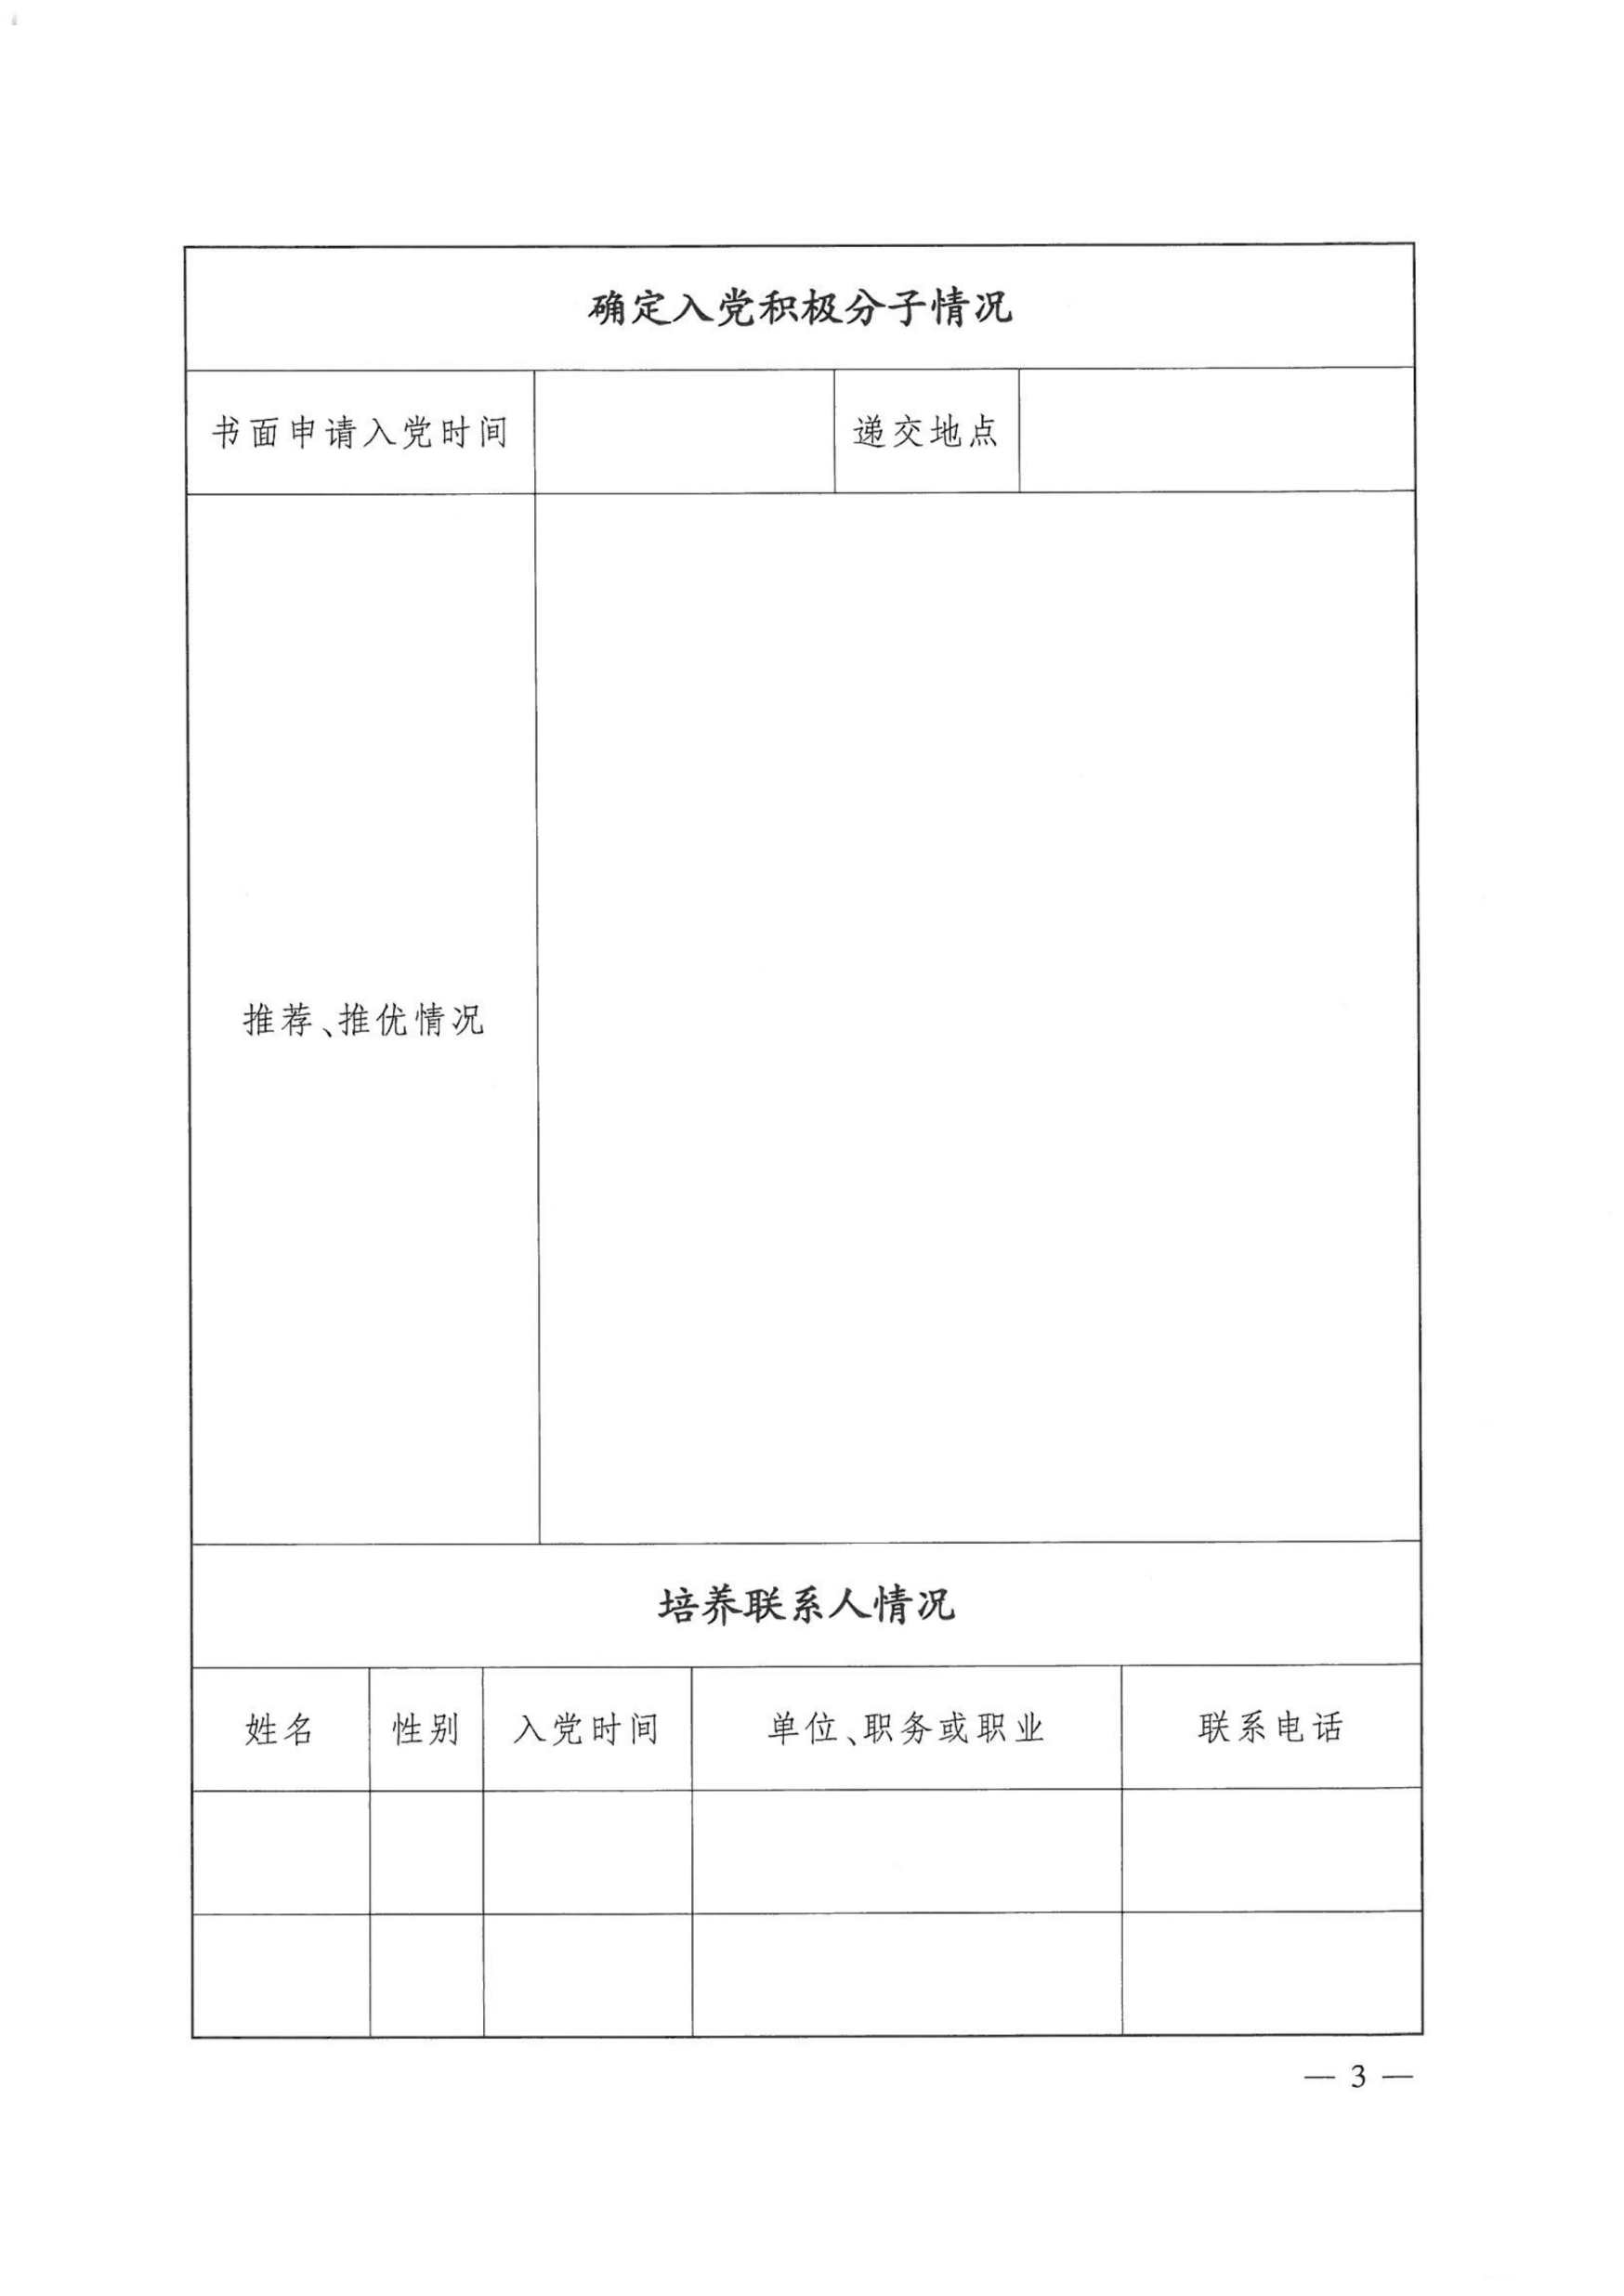 确定入党积极分子情况
书面申请入党时间 递交地点
推荐、推优情况
培养联系人情况
姓名 性别 入党时间 单位、职务或职业 联系电话
— 3 —